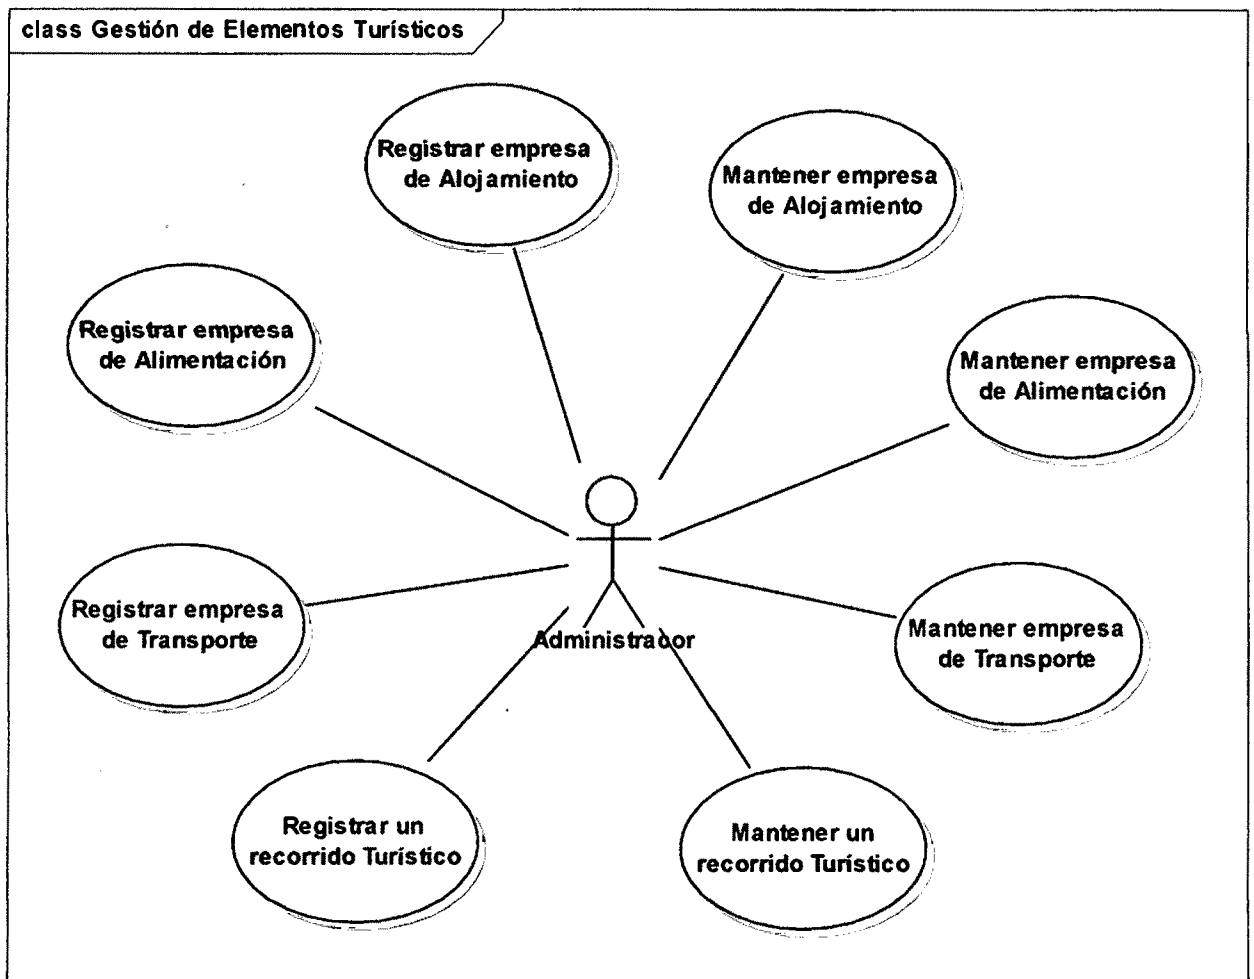 class Gestión de Elementos Turísticos
Registrar empresa
de Alojamiento
Mantener empresa
de Alojamiento
Registrar empresa
de Alimentación
Mantener empresa
de Alimentación
Registrar empresa
de Transporte
Administrador
Mantener empresa
de Transporte
Registrar un
recorrido Turístico
Mantener un
recorrido Turístico